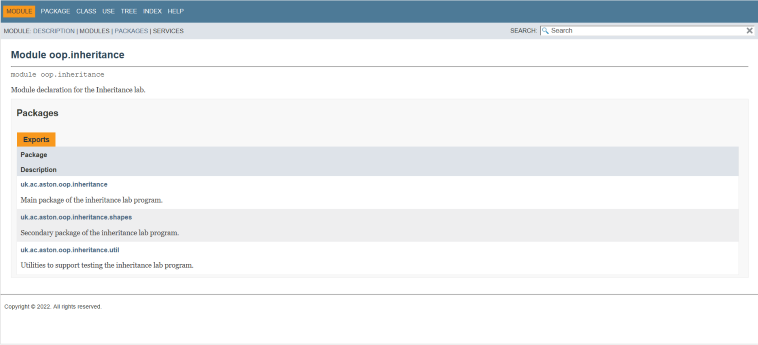 MODULE PACKAGE CLASS USE TREE INDEX HELP
MODULE: DESCRIPTION | MODULES | PACKAGES | SERVICES SEARCH: Search
Module oop.inheritance
module oop.inheritance
Module declaration for the Inheritance lab.
Packages
Exports
Package
Description
uk.ac.aston.oop.inheritance
Main package of the inheritance lab program.
uk.ac.aston.oop.inheritance.shapes
Secondary package of the inheritance lab program.
uk.ac.aston.oop.inheritance.util
Utilities to support testing the inheritance lab program.
Copyright © 2022. All rights reserved.